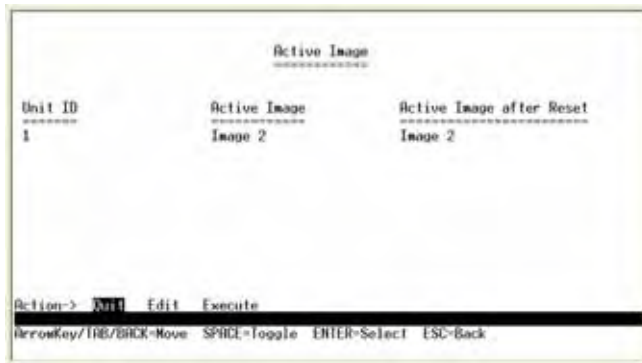 Active Image
Unit ID Active Image Active Image after Reset
1 Image 2 Image 2
Action-> Quit Edit Execute
ArrowKey/TAB/BACK=Move SPACE=Toggle ENTER=Select ESC=Back